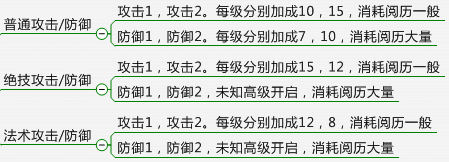 普通攻击/防御
攻击1，攻击2。每级分别加成10，15，消耗阅历一般
防御1，防御2。每级分别加成7，10，消耗阅历大量
绝技攻击/防御
攻击1，攻击2。每级分别加成15，12，消耗阅历一般
防御1，防御2，未知高级开启，消耗阅历大量
法术攻击/防御
攻击1，攻击2。每级分别加成12，8，消耗阅历一般
防御1，防御2，未知高级开启，消耗阅历大量